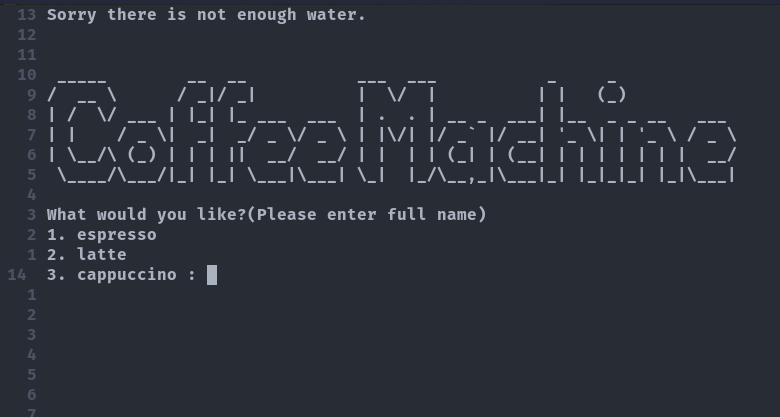 13 Sorry there is not enough water.
12
11
10
9
8
7
6
5
CoffeeMachine
4
3 What would you like?(Please enter full name)
2 1. espresso
1 2. latte
14 3. cappuccino :
1
2
3
4
5
6
7